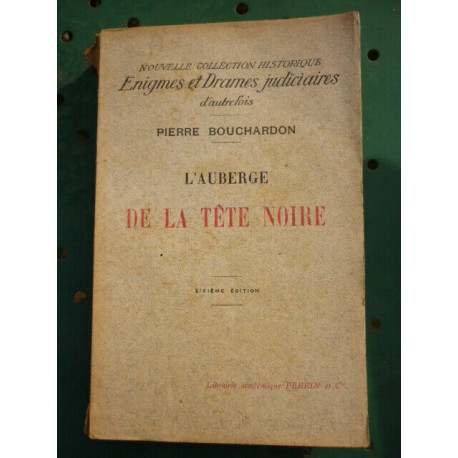 NOUVELLE COLLECTION HISTORIQUE
Enigmes et Drames judiciaires
d'autrefois
PIERRE BOUCHARDON
L'AUBERGE
DE LA TÊTE NOIRE
SIXIÈME ÉDITION
Librairie académique PERRIN et Cie